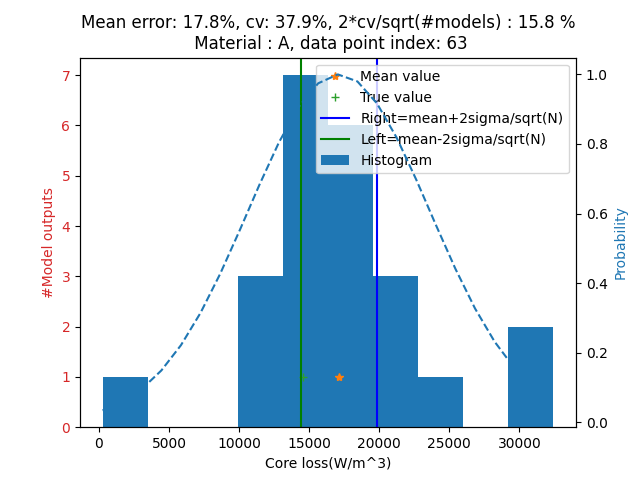 Mean error: 17.8%, cv: 37.9%, 2*cv/sqrt(#models) : 15.8 %
Material : A, data point index: 63
Mean value
True value
Right=mean+2sigma/sqrt(N)
Left=mean-2sigma/sqrt(N)
Histogram
7
6
5
4
3
2
1
0
#Model outputs
1.0
0.8
0.6
0.4
0.2
0.0
Probability
0 5000 10000 15000 20000 25000 30000
Core loss(W/m^3)